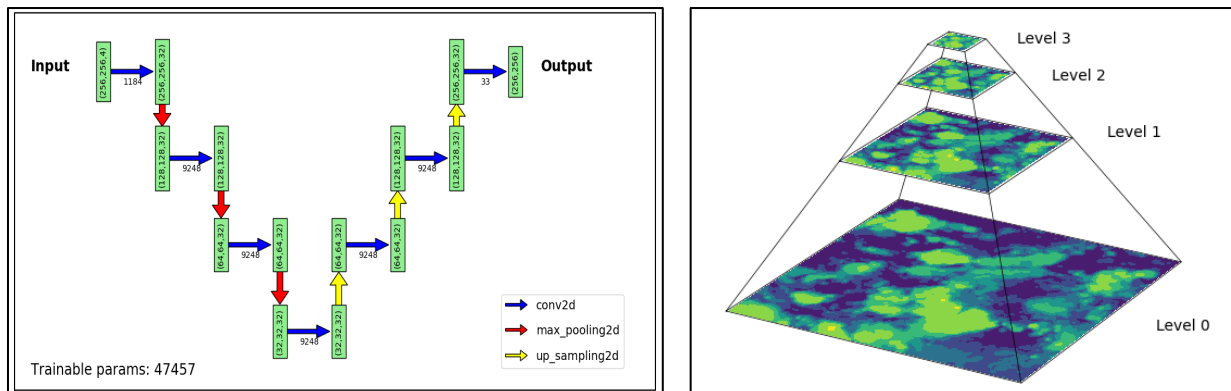 Input
(256,256,4)
1184
(256,256,32)
(128,128,32)
9248
(128,128,32)
(64,64,32)
9248
(64,64,32)
(32,32,32)
9248
(32,32,32)
(64,64,32)
9248
(64,64,32)
(128,128,32)
9248
(128,128,32)
(256,256,32)
33
(256,256)
Output
conv2d
max_pooling2d
up_sampling2d
Trainable params: 47457
Level 3
Level 2
Level 1
Level 0